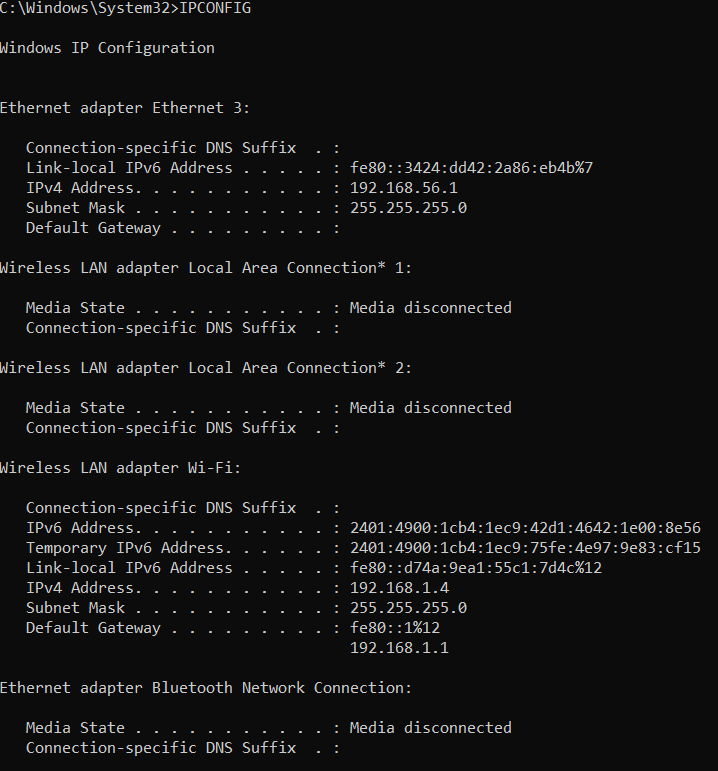 C:\Windows\System32>IPCONFIG
Windows IP Configuration
Ethernet adapter Ethernet 3:
Connection-specific DNS Suffix  . :
Link-local IPv6 Address . . . . . : fe80::3424:dd42:2a86:eb4b%7
IPv4 Address. . . . . . . . . . . : 192.168.56.1
Subnet Mask . . . . . . . . . . . : 255.255.255.0
Default Gateway . . . . . . . . . :
Wireless LAN adapter Local Area Connection* 1:
Media State . . . . . . . . . . . : Media disconnected
Connection-specific DNS Suffix  . :
Wireless LAN adapter Local Area Connection* 2:
Media State . . . . . . . . . . . : Media disconnected
Connection-specific DNS Suffix  . :
Wireless LAN adapter Wi-Fi:
Connection-specific DNS Suffix  . :
IPv6 Address. . . . . . . . . . . : 2401:4900:1cb4:1ec9:42d1:4642:1e00:8e56
Temporary IPv6 Address. . . . . . : 2401:4900:1cb4:1ec9:75fe:4e97:9e83:cf15
Link-local IPv6 Address . . . . . : fe80::d74a:9ea1:55c1:7d4c%12
IPv4 Address. . . . . . . . . . . : 192.168.1.4
Subnet Mask . . . . . . . . . . . : 255.255.255.0
Default Gateway . . . . . . . . . : fe80::1%12
192.168.1.1
Ethernet adapter Bluetooth Network Connection:
Media State . . . . . . . . . . . : Media disconnected
Connection-specific DNS Suffix  . :